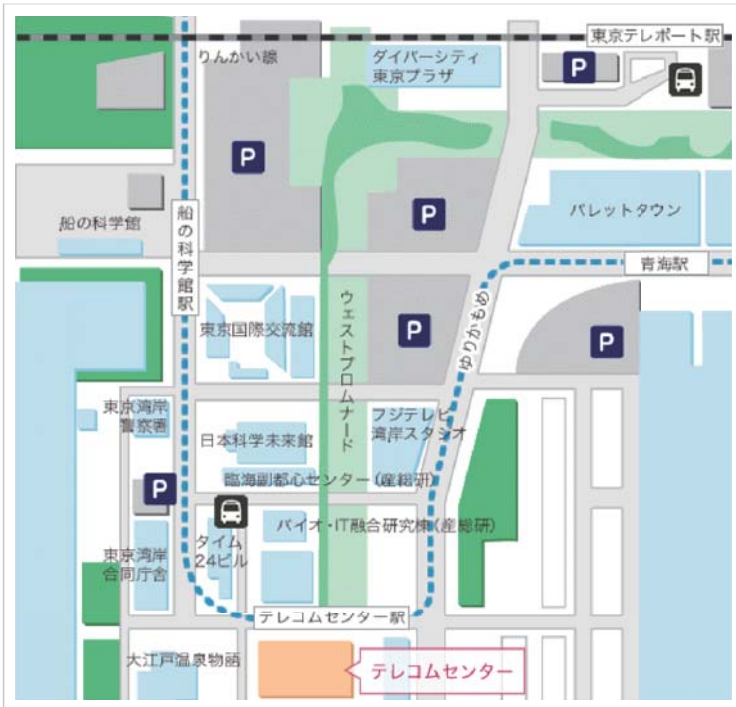 東京テレポート駅
りんかい線
ダイバーシティ
東京プラザ
P
P
P
船の科学館
船の科学館駅
パレットタウン
青海駅
東京国際交流館
ウェストプロムナード
P
ゆりかもめ
P
東京湾岸
警察署
フジテレビ
湾岸スタジオ
日本科学未来館
臨海副都心センター(産総研)
P
バイオ・IT融合研究棟(産総研)
タイム
24ビル
東京湾岸
合同庁舎
テレコムセンター駅
大江戸温泉物語
テレコムセンター